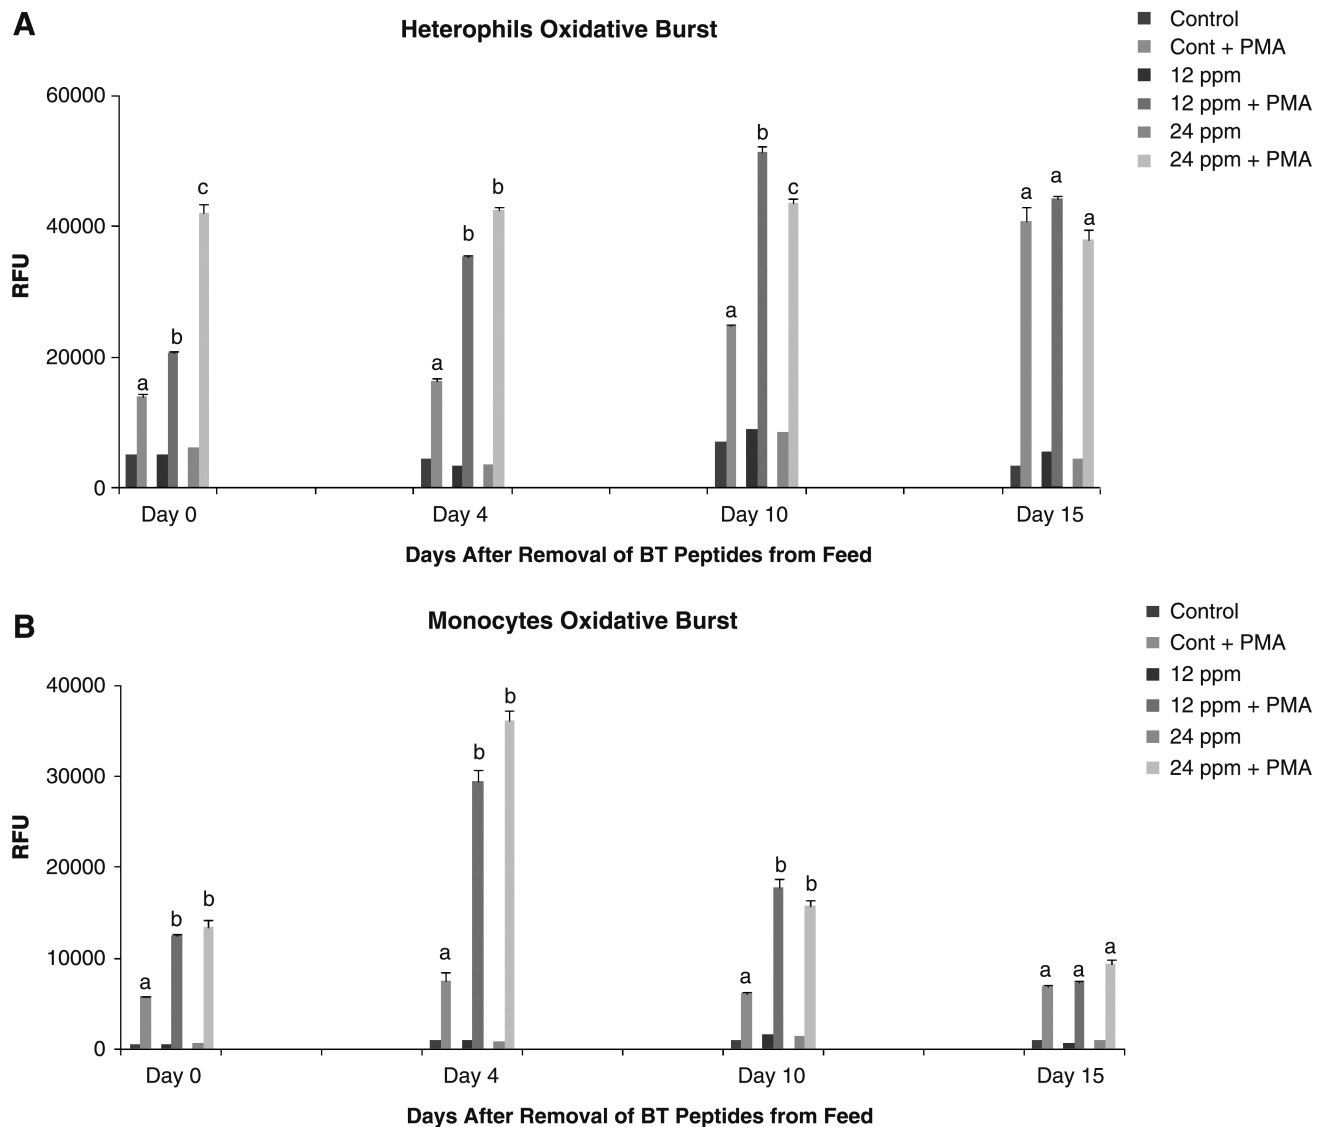 A
Heterophils Oxidative Burst
Control
Cont + PMA
12 ppm
12 ppm + PMA
24 ppm
24 ppm + PMA
60000
40000
20000
0
RFU
a
b
c
a
b
b
a
b
c
a
a
a
Day 0
Day 4
Day 10
Day 15
Days After Removal of BT Peptides from Feed
B
Monocytes Oxidative Burst
Control
Cont + PMA
12 ppm
12 ppm + PMA
24 ppm
24 ppm + PMA
40000
30000
20000
10000
0
RFU
a
b
b
a
b
b
a
b
b
a
a
a
Day 0
Day 4
Day 10
Day 15
Days After Removal of BT Peptides from Feed